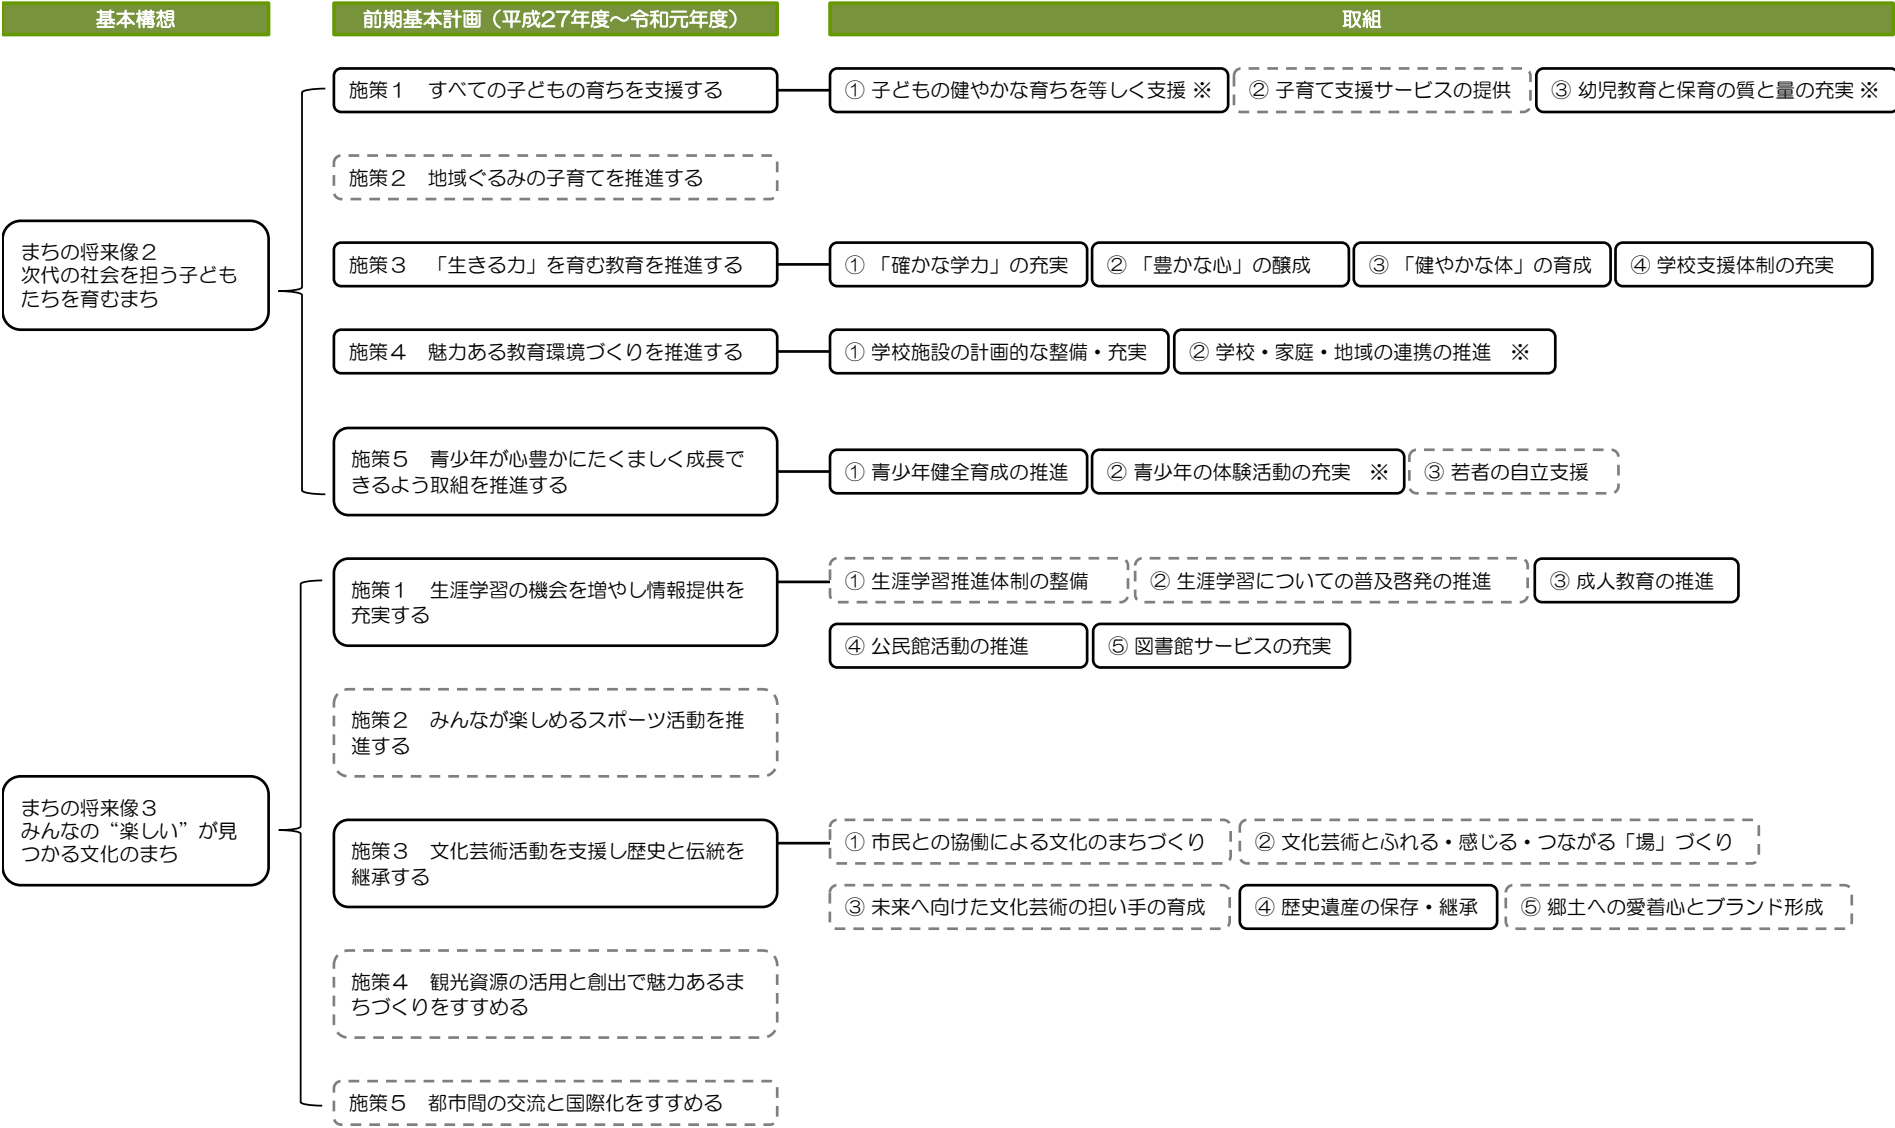 基本構想
前期基本計画（平成27年度～令和元年度）
取組
まちの将来像２
次代の社会を担う子ども
たちを育むまち
施策１　すべての子どもの育ちを支援する
① 子どもの健やかな育ちを等しく支援 ※
② 子育て支援サービスの提供
③ 幼児教育と保育の質と量の充実 ※
施策２　地域ぐるみの子育てを推進する
施策３　「生きる力」を育む教育を推進する
① 「確かな学力」の充実
② 「豊かな心」の醸成
③ 「健やかな体」の育成
④ 学校支援体制の充実
施策４　魅力ある教育環境づくりを推進する
① 学校施設の計画的な整備・充実
② 学校・家庭・地域の連携の推進　※
施策５　青少年が心豊かにたくましく成長で
きるよう取組を推進する
① 青少年健全育成の推進
② 青少年の体験活動の充実　※
③ 若者の自立支援
まちの将来像３
みんなの“楽しい”が見
つかる文化のまち
施策１　生涯学習の機会を増やし情報提供を
充実する
① 生涯学習推進体制の整備
② 生涯学習についての普及啓発の推進
③ 成人教育の推進
④ 公民館活動の推進
⑤ 図書館サービスの充実
施策２　みんなが楽しめるスポーツ活動を推
進する
施策３　文化芸術活動を支援し歴史と伝統を
継承する
① 市民との協働による文化のまちづくり
② 文化芸術とふれる・感じる・つながる「場」づくり
③ 未来へ向けた文化芸術の担い手の育成
④ 歴史遺産の保存・継承
⑤ 郷土への愛着心とブランド形成
施策４　観光資源の活用と創出で魅力あるま
ちづくりをすすめる
施策５　都市間の交流と国際化をすすめる